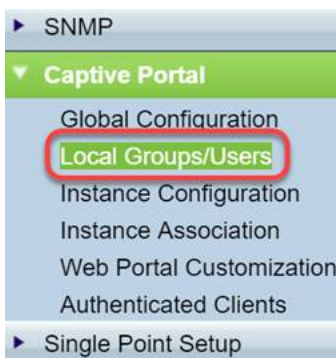 SNMP
Captive Portal
Global Configuration
Local Groups/Users
Instance Configuration
Instance Association
Web Portal Customization
Authenticated Clients
Single Point Setup